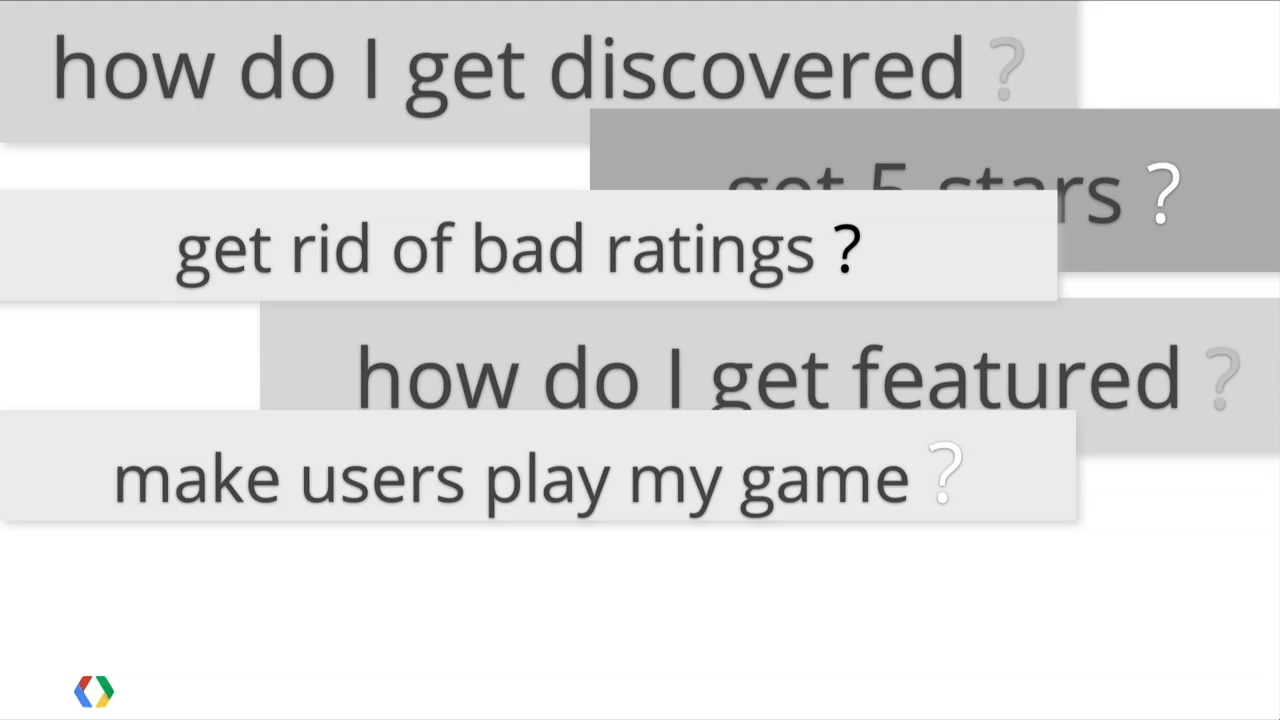 how do I get discovered ?
get 5 stars ?
get rid of bad ratings ?
how do I get featured ?
make users play my game ?